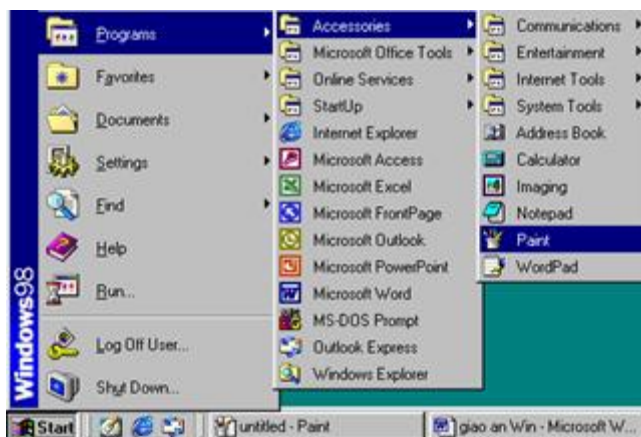 Programs
Favorites
Documents
Settings
Find
Help
Run...
Log Off User...
Shut Down...
Windows98
Accessories
Microsoft Office Tools
Online Services
StartUp
Internet Explorer
Microsoft Access
Microsoft Excel
Microsoft FrontPage
Microsoft Outlook
Microsoft PowerPoint
Microsoft Word
MS-DOS Prompt
Outlook Express
Windows Explorer
Communications
Entertainment
Internet Tools
System Tools
Address Book
Calculator
Imaging
Notepad
Paint
WordPad
Start
untitled - Paint
giao an Win - Microsoft W...